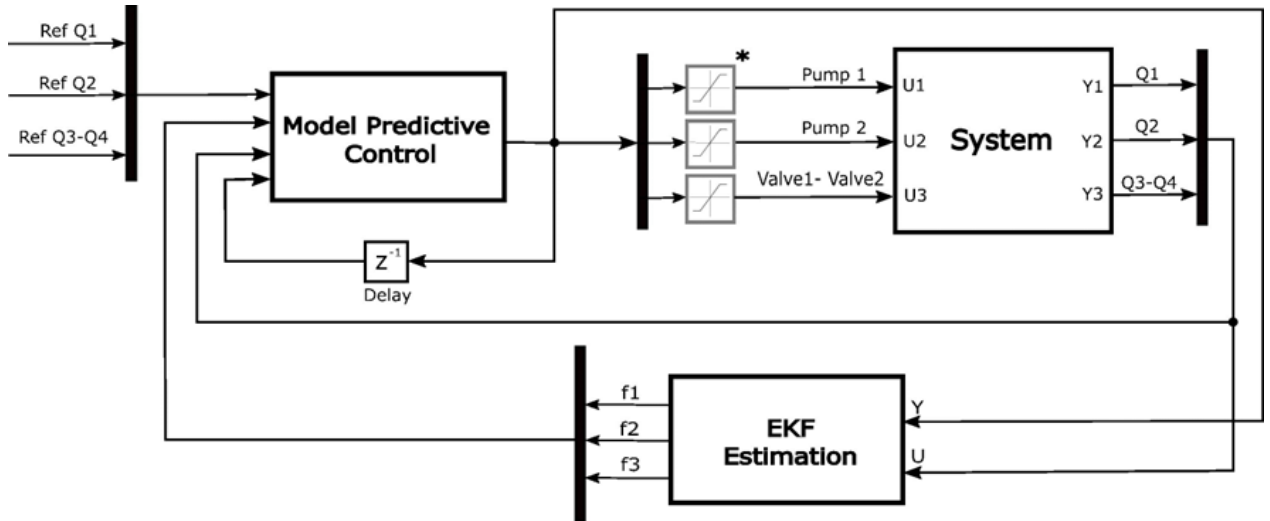 Ref Q1
Ref Q2
Ref Q3-Q4
Model Predictive
Control
z⁻¹
Delay
*
Pump 1
Pump 2
Valve1- Valve2
U1
U2
U3
System
Y1
Y2
Y3
Q1
Q2
Q3-Q4
f1
f2
f3
EKF
Estimation
Y
U